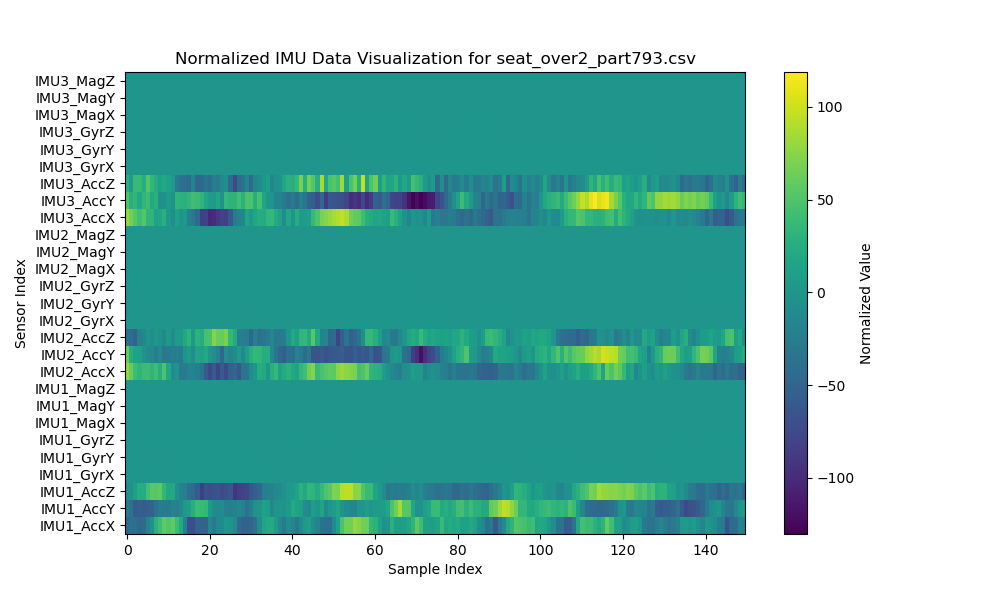 Normalized IMU Data Visualization for seat_over2_part793.csv
IMU3_MagZ
IMU3_MagY
IMU3_MagX
IMU3_GyrZ
IMU3_GyrY
IMU3_GyrX
IMU3_AccZ
IMU3_AccY
IMU3_AccX
IMU2_MagZ
IMU2_MagY
IMU2_MagX
IMU2_GyrZ
IMU2_GyrY
IMU2_GyrX
IMU2_AccZ
IMU2_AccY
IMU2_AccX
IMU1_MagZ
IMU1_MagY
IMU1_MagX
IMU1_GyrZ
IMU1_GyrY
IMU1_GyrX
IMU1_AccZ
IMU1_AccY
IMU1_AccX
Sensor Index
0 20 40 60 80 100 120 140
Sample Index
100
50
0
−50
−100
Normalized Value